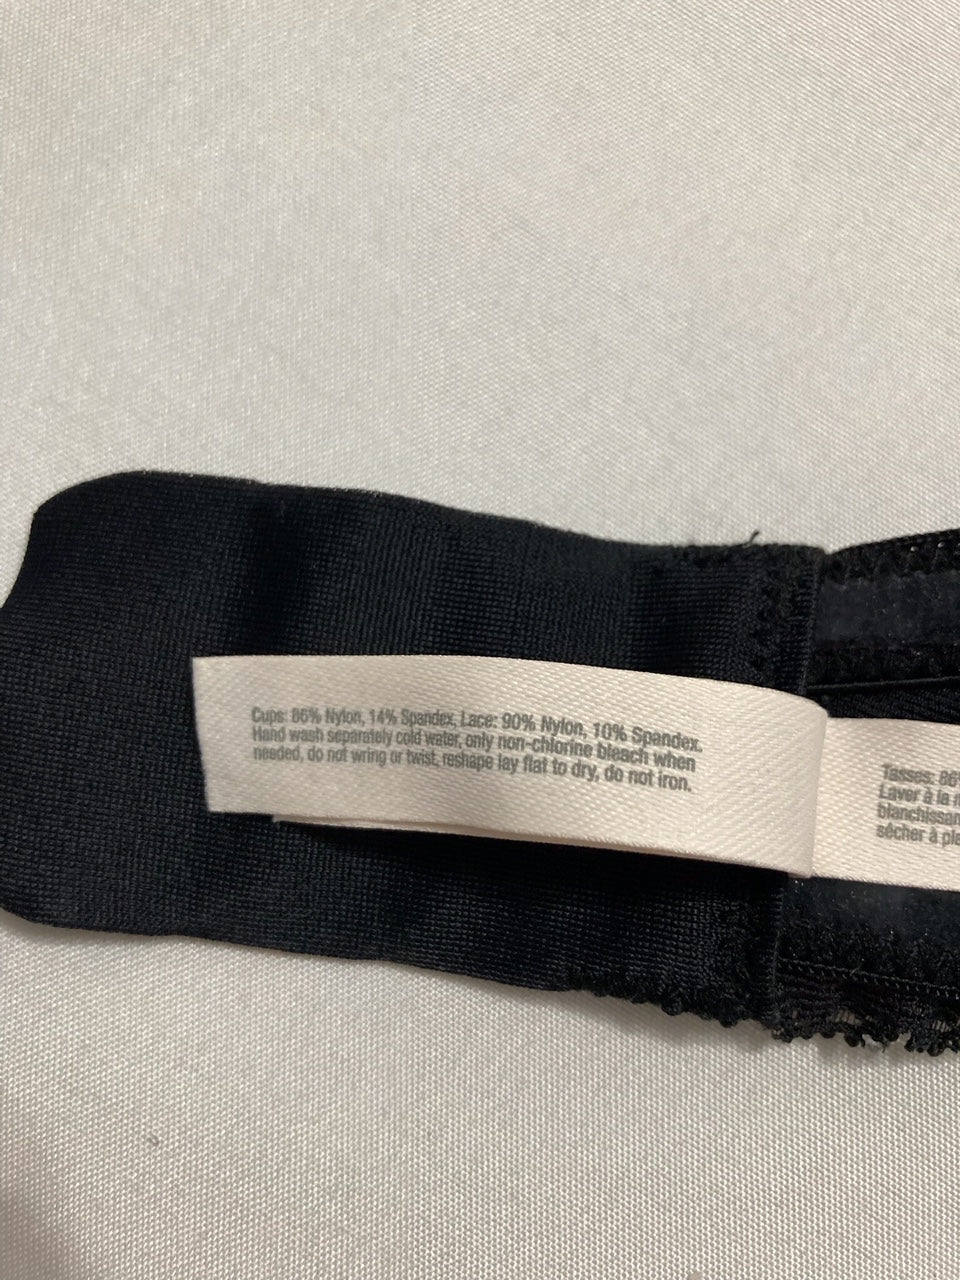 Cups: 86% Nylon, 14% Spandex, Lace: 90% Nylon, 10% Spandex.
Hand wash separately cold water, only non-chlorine bleach when
needed, do not wring or twist, reshape lay flat to dry, do not iron.
Tasses: 86
Laver à la
blanchissan
sécher à pla